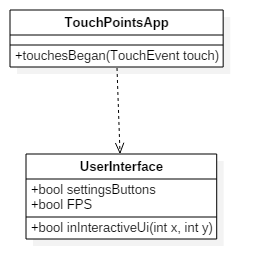 TouchPointsApp
+touchesBegan(TouchEvent touch)
UserInterface
+bool settingsButtons
+bool FPS
+bool inInteractiveUi(int x, int y)